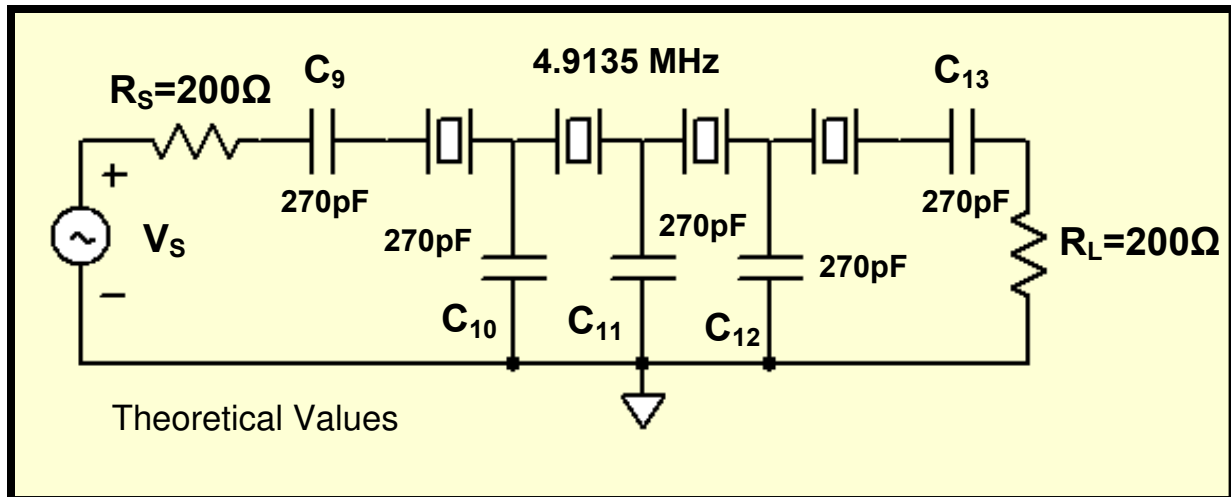 4.9135 MHz
C9
C13
RS=200Ω
270pF
270pF
270pF
270pF
270pF
+
VS
–
RL=200Ω
C10
C11
C12
Theoretical Values